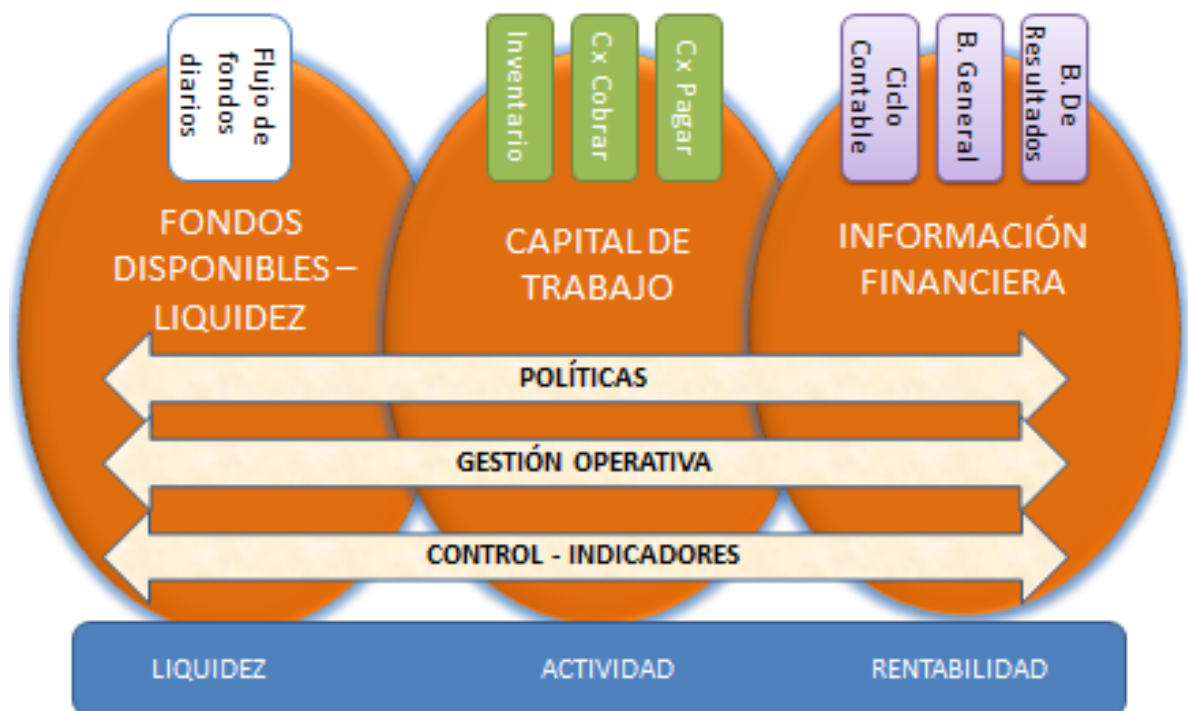 Flujo de
fondos
diarios
Inventario
Cx Cobrar
Cx Pagar
Ciclo
Contable
B. General
B. De
Resultados
FONDOS
DISPONIBLES –
LIQUIDEZ
CAPITAL DE
TRABAJO
INFORMACIÓN
FINANCIERA
POLÍTICAS
GESTIÓN OPERATIVA
CONTROL - INDICADORES
LIQUIDEZ
ACTIVIDAD
RENTABILIDAD